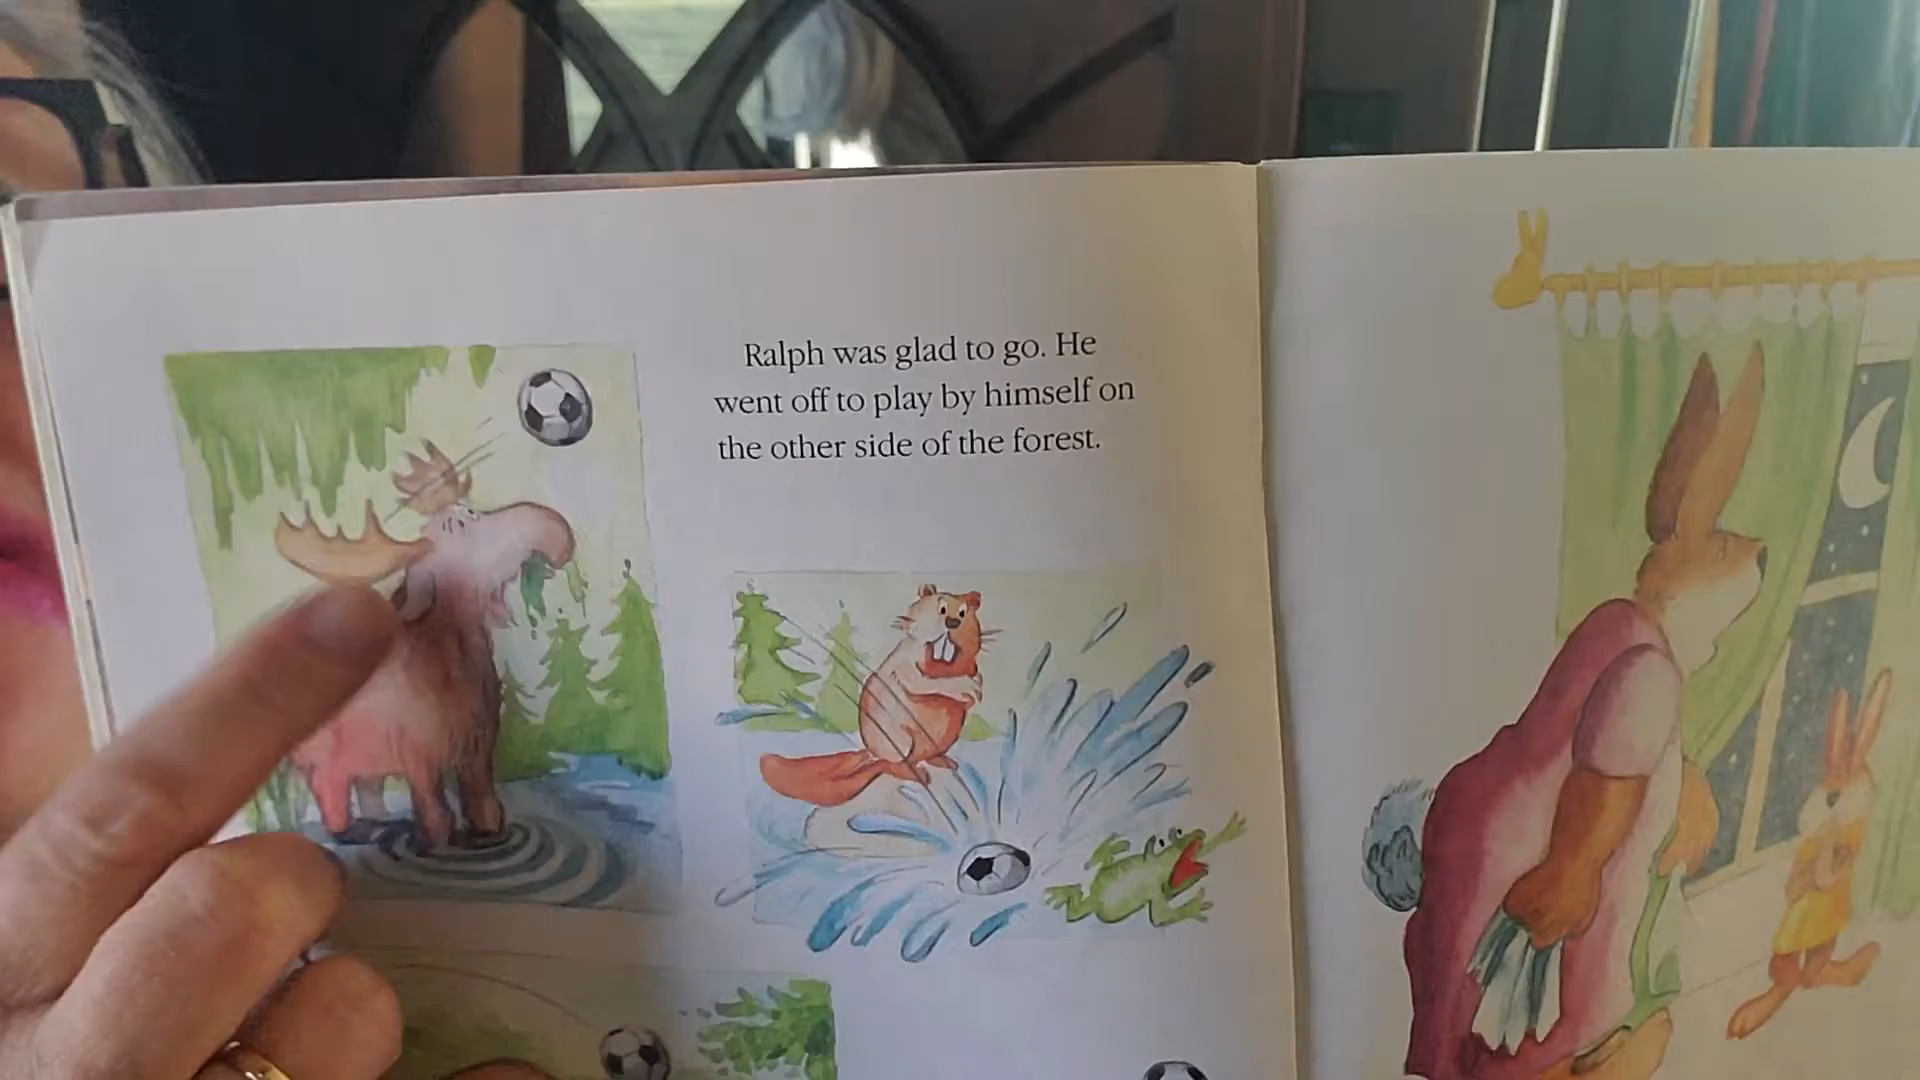 Ralph was glad to go. He
went off to play by himself on
the other side of the forest.